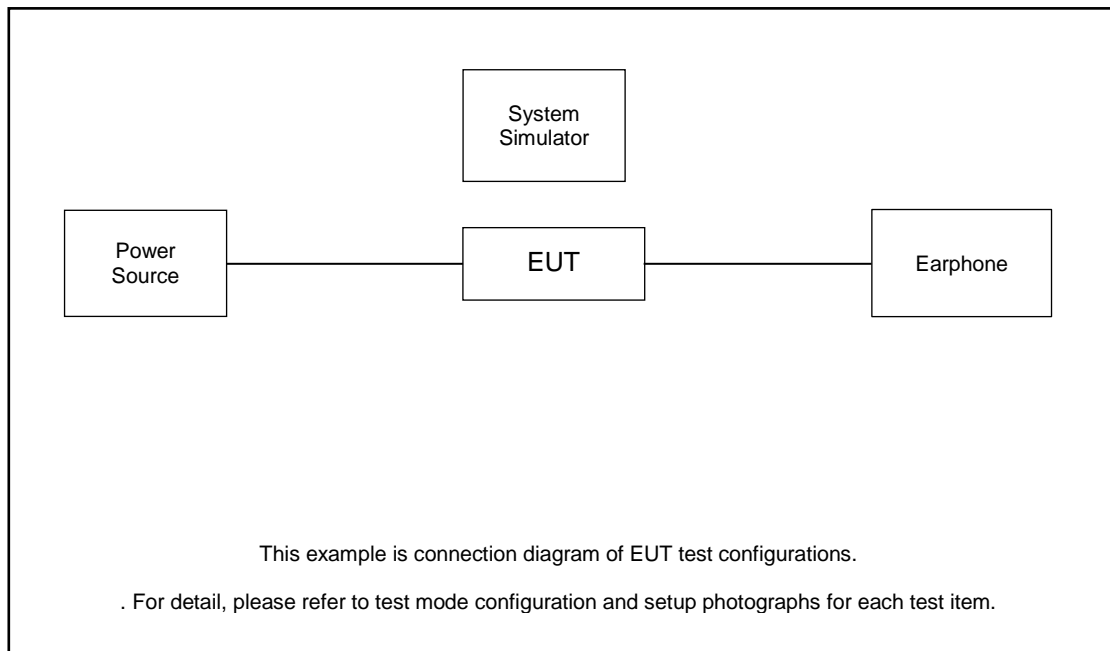 System
Simulator
Power
Source
EUT
Earphone
This example is connection diagram of EUT test configurations.
. For detail, please refer to test mode configuration and setup photographs for each test item.